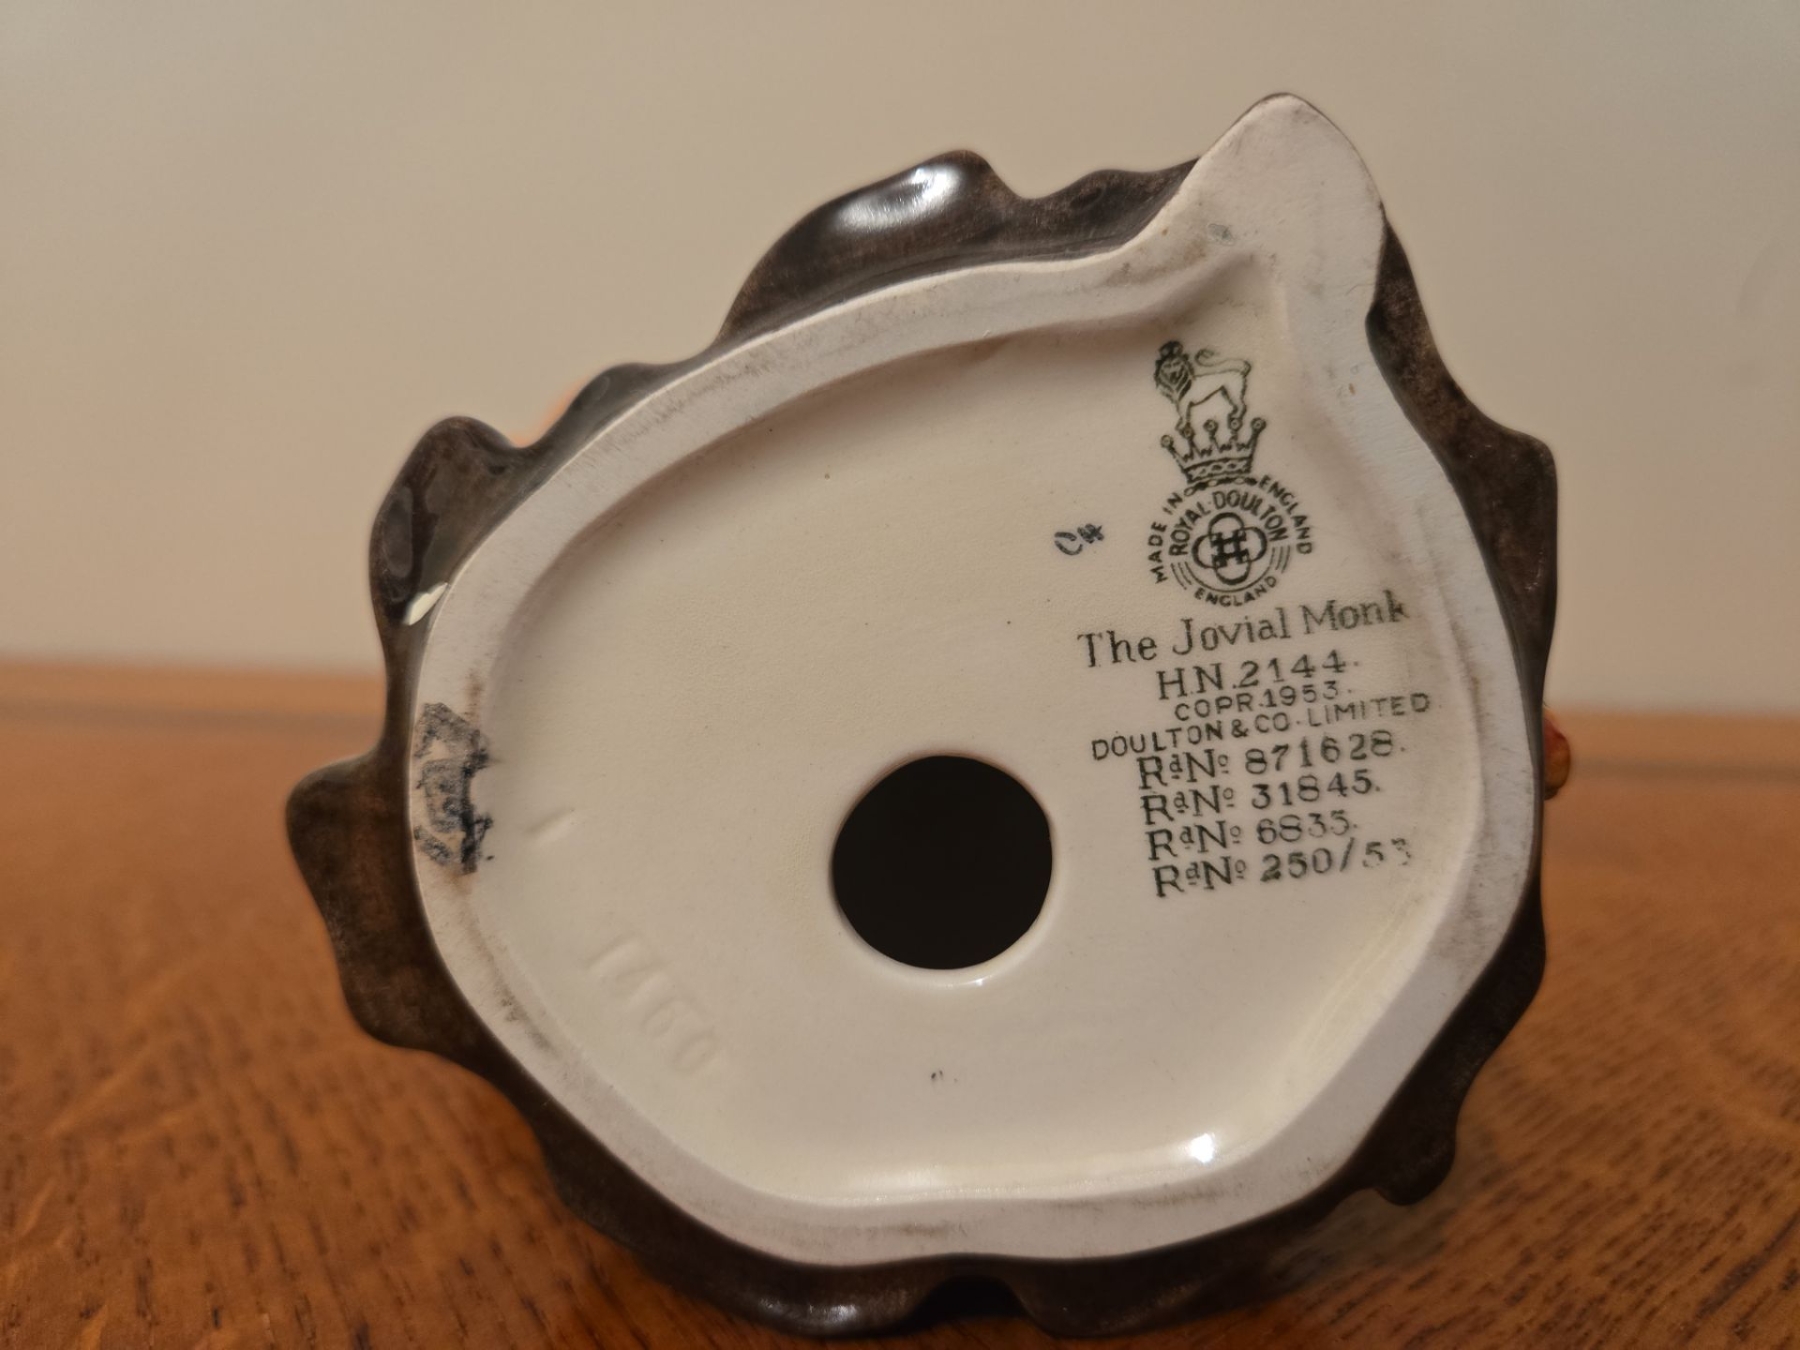 MADE IN ENGLAND
ROYAL·DOULTON
ENGLAND
CH
The Jovial Monk
H.N.2144.
COPR.1953.
DOULTON & CO·LIMITED
RᵈNº 871628.
RᵈNº 31845.
RᵈNº 6835.
RᵈNº 250/53